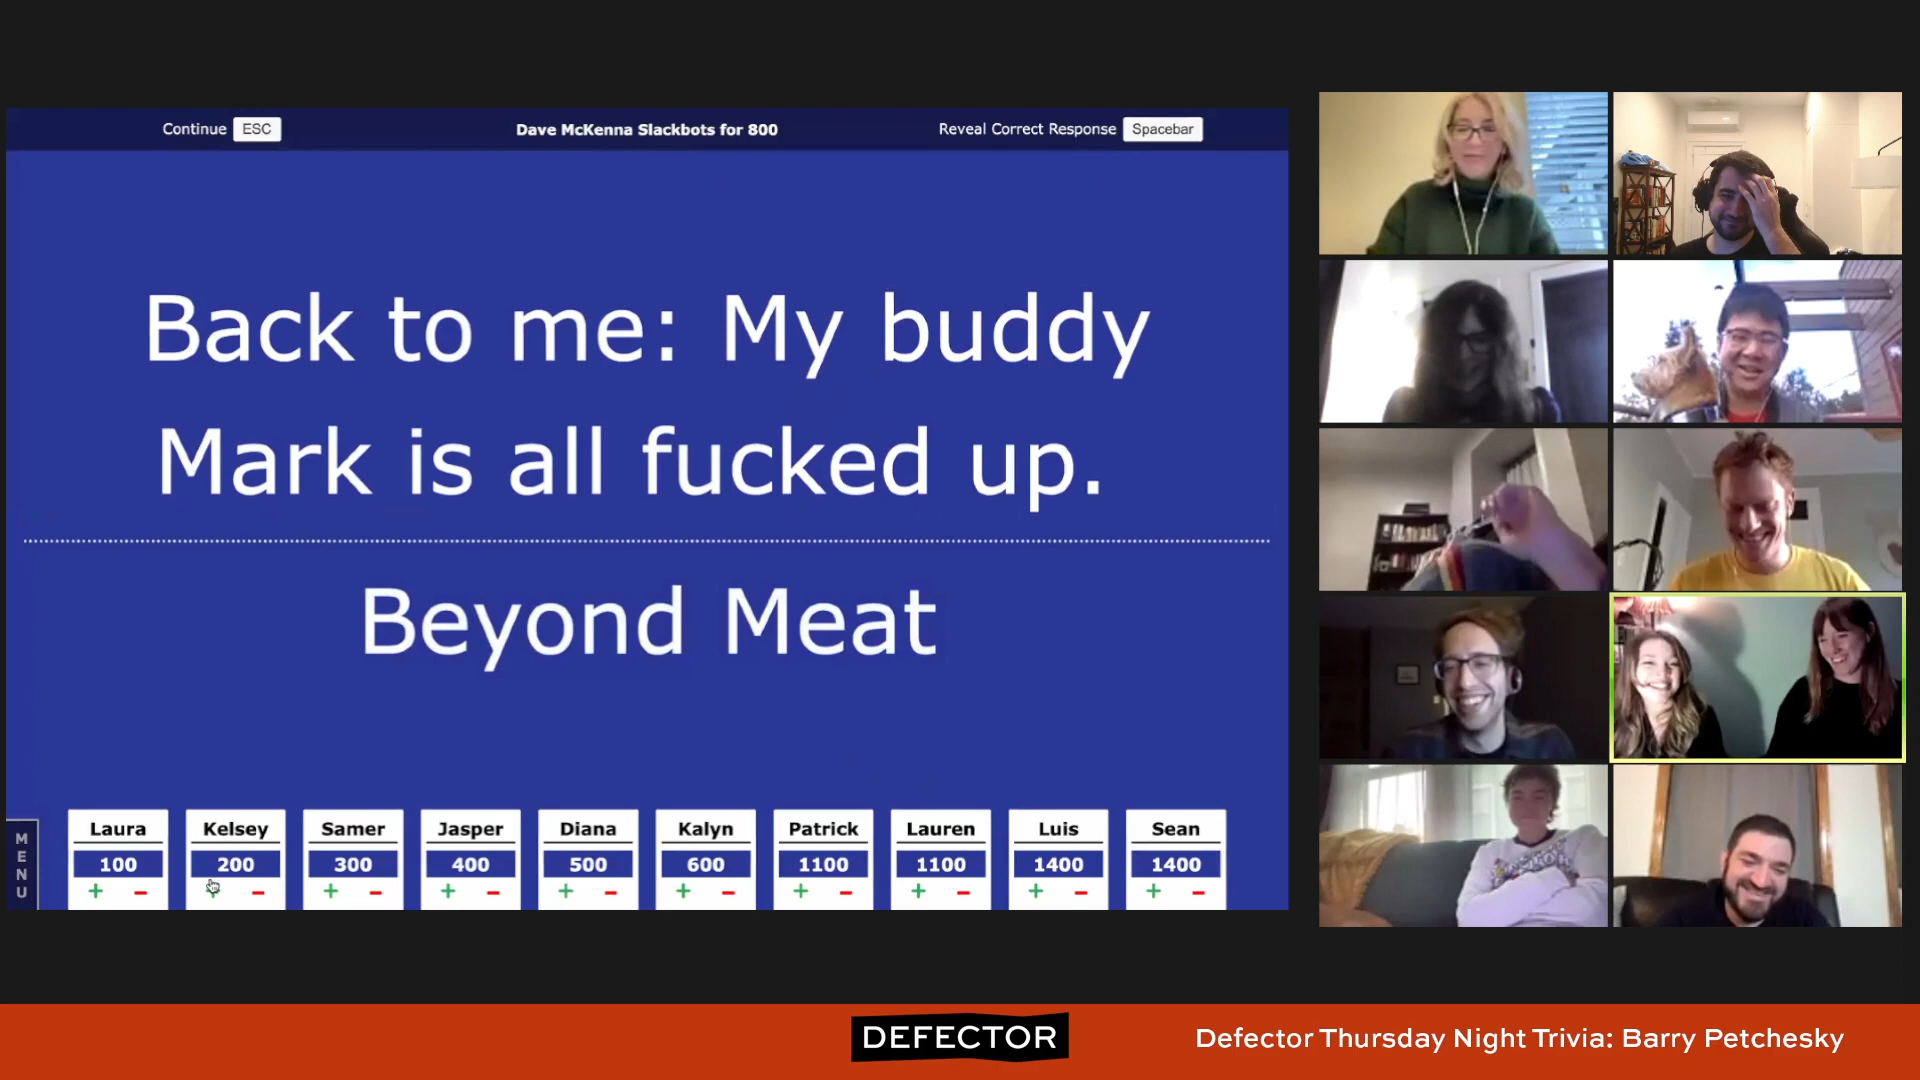 Continue ESC
Dave McKenna Slackbots for 800
Reveal Correct Response Spacebar
Back to me: My buddy
Mark is all fucked up.
Beyond Meat
MENU
Laura Kelsey Samer Jasper Diana Kalyn Patrick Lauren Luis Sean
100 200 300 400 500 600 1100 1100 1400 1400
+ - + - + - + - + - + - + - + - + - + -
DEFECTOR
Defector Thursday Night Trivia: Barry Petchesky